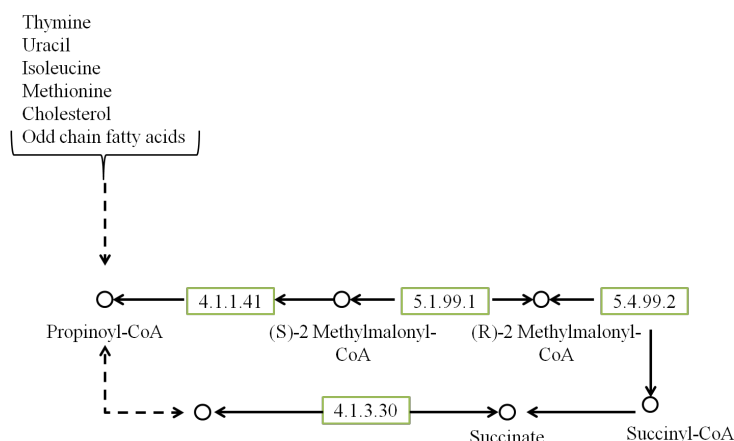 Thymine
Uracil
Isoleucine
Methionine
Cholesterol
Odd chain fatty acids
4.1.1.41
5.1.99.1
5.4.99.2
Propinoyl-CoA
(S)-2 Methylmalonyl-
CoA
(R)-2 Methylmalonyl-
CoA
4.1.3.30
Succinate
Succinyl-CoA